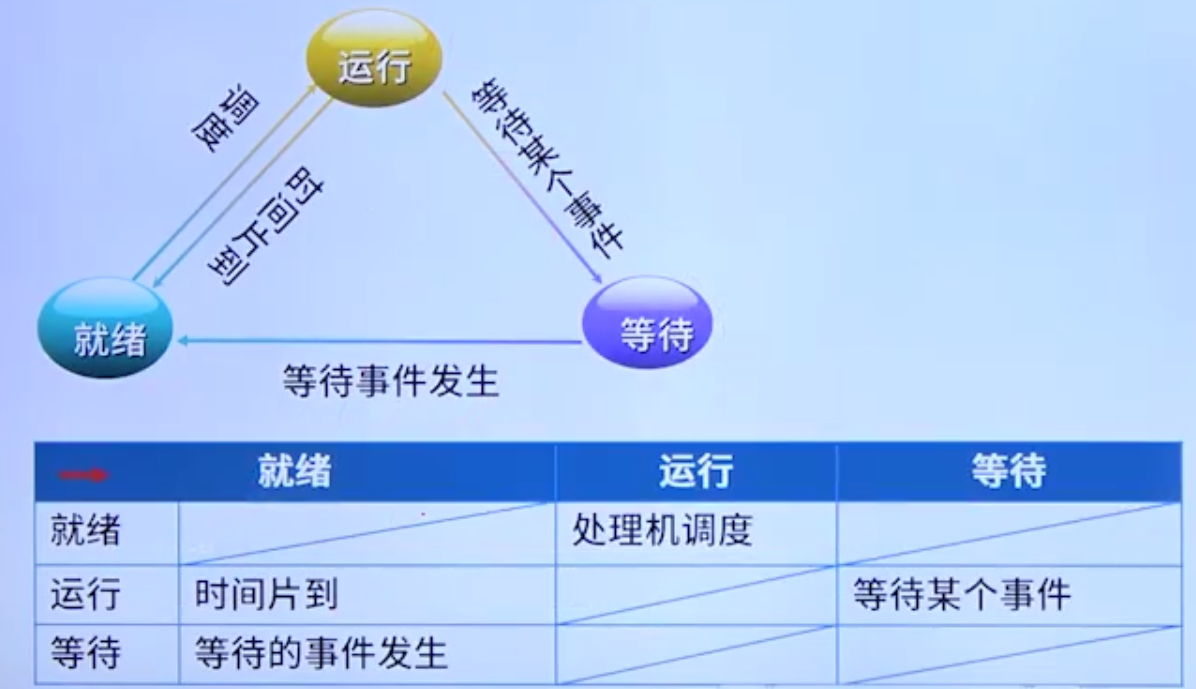 运行
调度
时间片到
等待某个事件
就绪
等待
等待事件发生
就绪 运行 等待
就绪 处理机调度
运行 时间片到 等待某个事件
等待 等待的事件发生